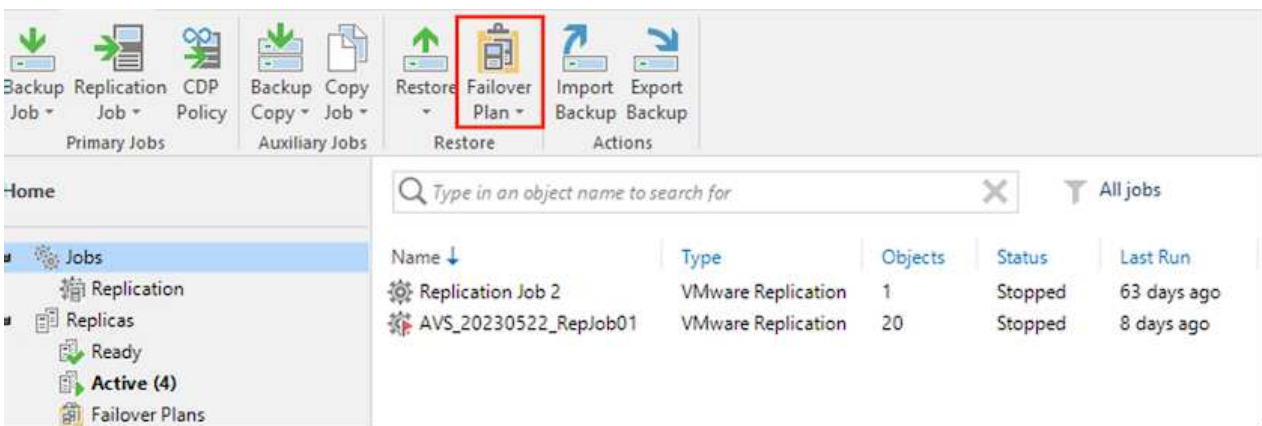 Backup Replication CDP Backup Copy Restore Failover Import Export
Job Job Policy Copy Job Plan Backup Backup
Primary Jobs Auxiliary Jobs Restore Actions
Home
Type in an object name to search for All jobs
Jobs
Replication
Replicas
Ready
Active (4)
Failover Plans
Name Type Objects Status Last Run
Replication Job 2 VMware Replication 1 Stopped 63 days ago
AVS_20230522_RepJob01 VMware Replication 20 Stopped 8 days ago